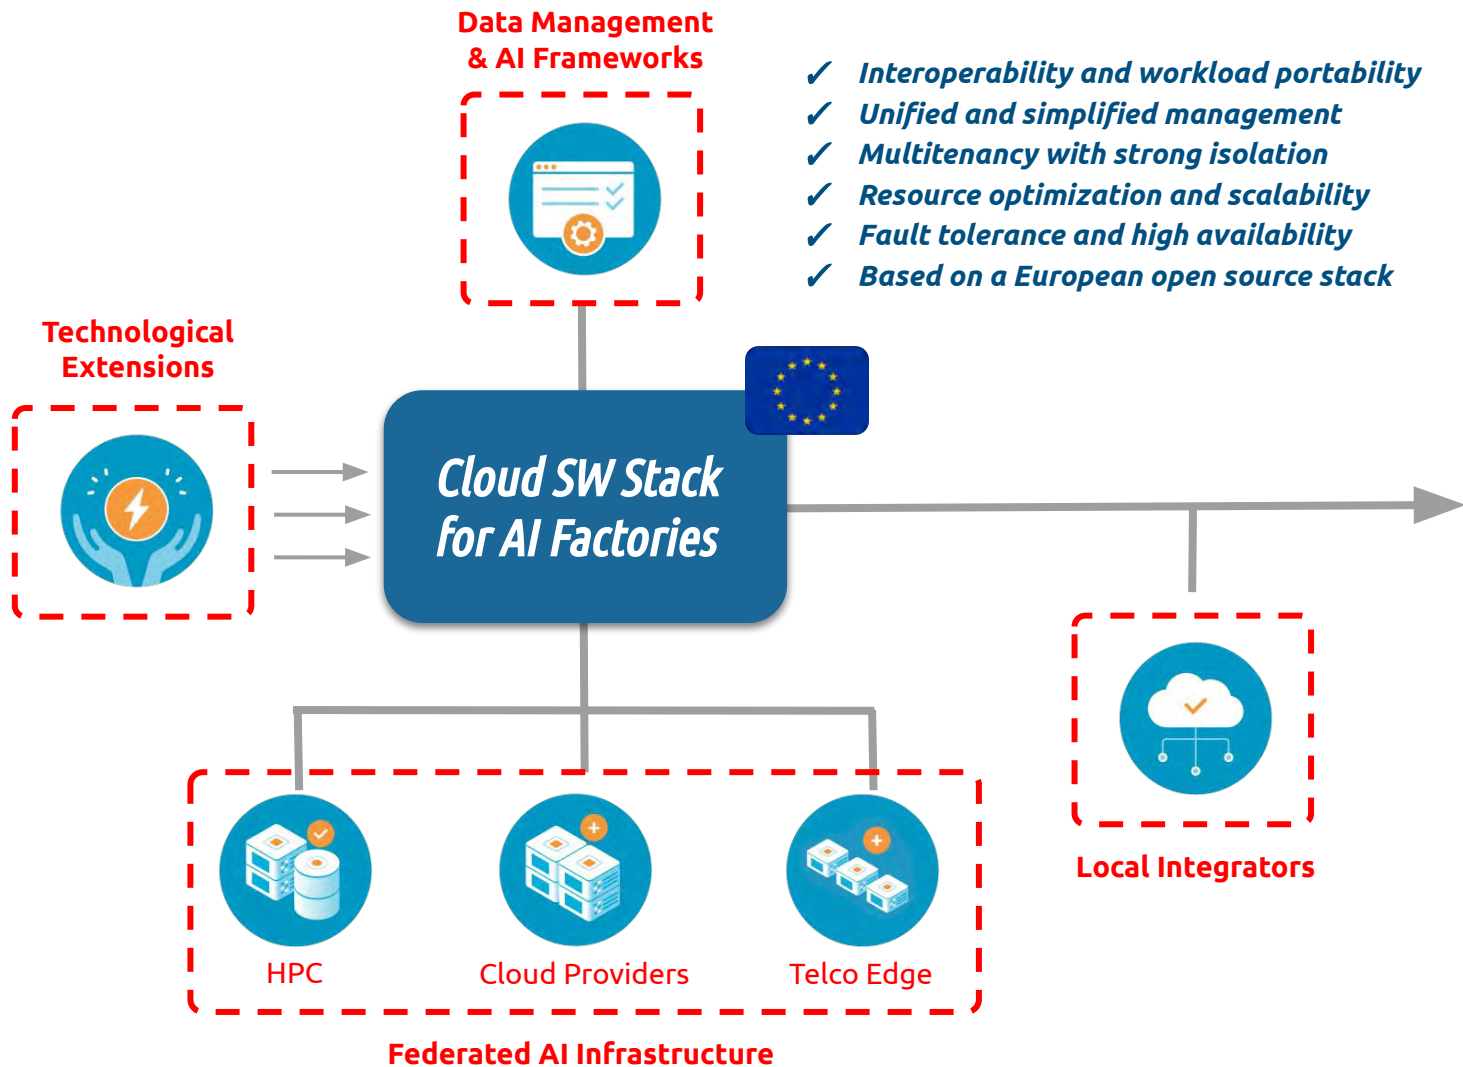 Data Management
& AI Frameworks
Interoperability and workload portability
Unified and simplified management
Multitenancy with strong isolation
Resource optimization and scalability
Fault tolerance and high availability
Based on a European open source stack
Technological
Extensions
Cloud SW Stack
for AI Factories
HPC
Cloud Providers
Telco Edge
Federated AI Infrastructure
Local Integrators